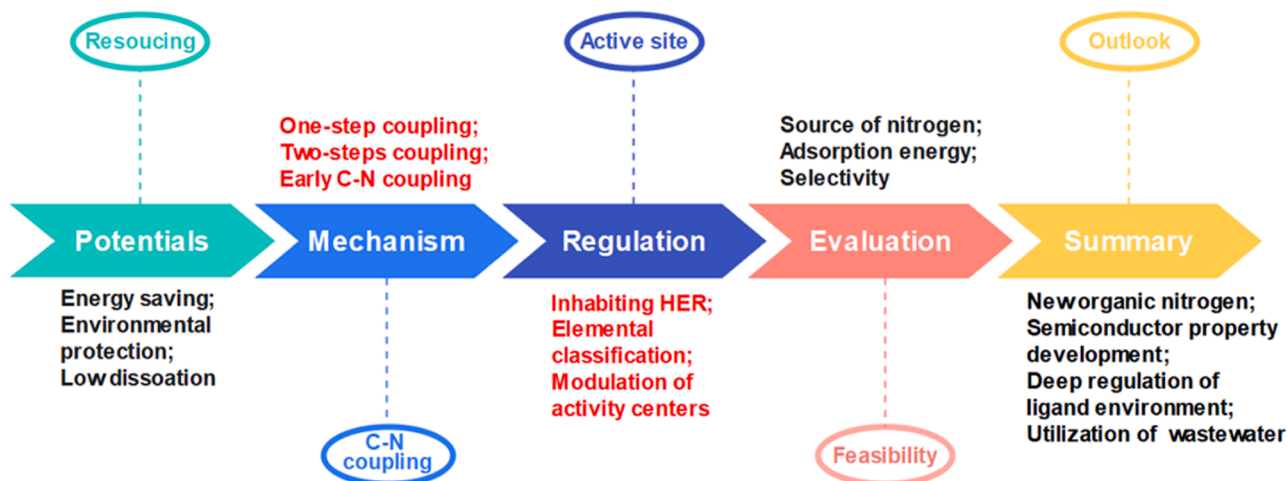 Resoucing
Active site
Outlook
One-step coupling;
Two-steps coupling;
Early C-N coupling
Source of nitrogen;
Adsorption energy;
Selectivity
Potentials
Mechanism
Regulation
Evaluation
Summary
Energy saving;
Environmental
protection;
Low dissoation
Inhabiting HER;
Elemental
classification;
Modulation of
activity centers
New organic nitrogen;
Semiconductor property
development;
Deep regulation of
ligand environment;
Utilization of wastewater
C-N
coupling
Feasibility